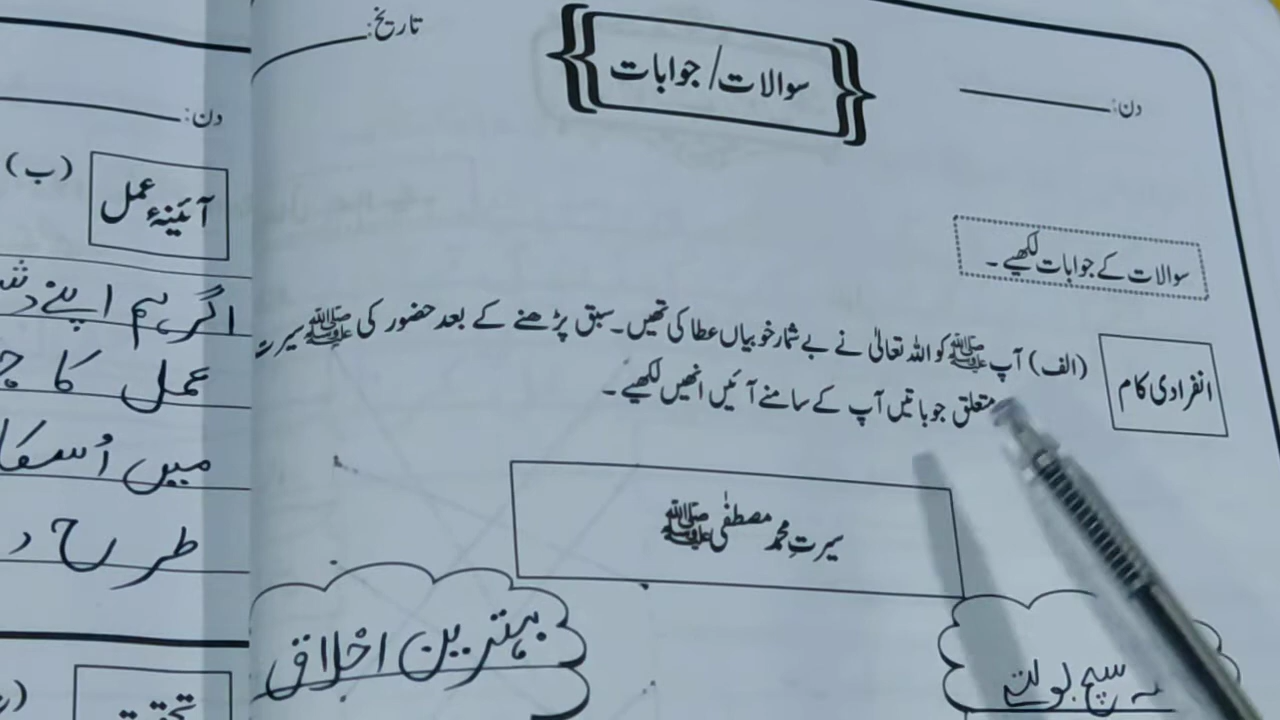 تاریخ:
سوالات/جوابات
دن:
سوالات کے جوابات لکھیے۔
انفرادی کام
(الف) آپ ﷺ کو اللہ تعالیٰ نے بے شمار خوبیاں عطا کی تھیں۔ سبق پڑھنے کے بعد حضور کی ﷺ سیرت
متعلق جو باتیں آپ کے سامنے آئیں انھیں لکھیے۔
سیرتِ محمد مصطفیٰ ﷺ
سچ بولتے
بہترین اخلاق
دن:
آئینۂ عمل
(ب)
اگر ہم اپنے
عمل کا
میں اُسکا
طرح